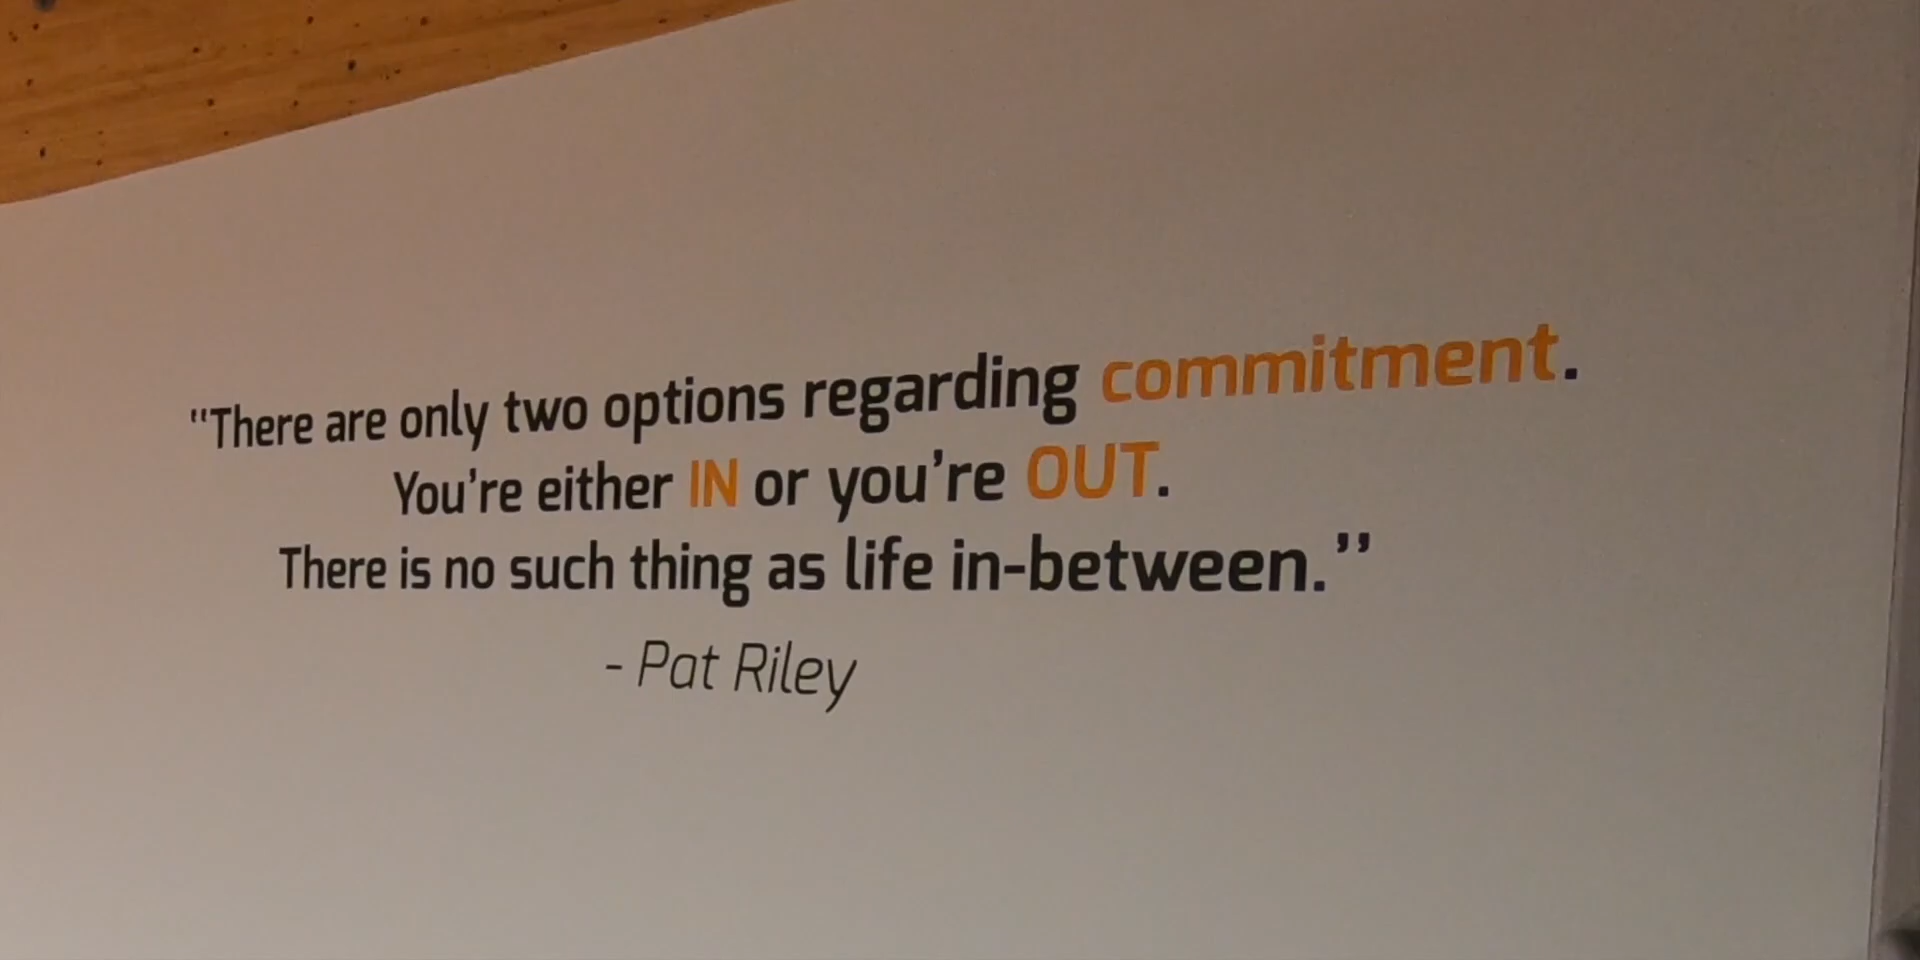 "There are only two options regarding commitment.
You're either IN or you're OUT.
There is no such thing as life in-between."
- Pat Riley